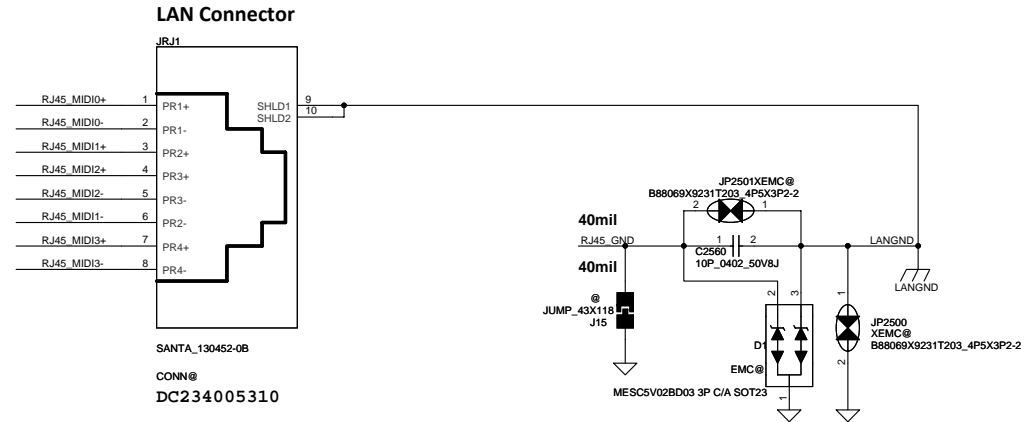 LAN Connector
JRJ1
RJ45_MIDI0+ 1 PR1+
RJ45_MIDI0- 2 PR1-
RJ45_MIDI1+ 3 PR2+
RJ45_MIDI2+ 4 PR3+
RJ45_MIDI2- 5 PR3-
RJ45_MIDI1- 6 PR2-
RJ45_MIDI3+ 7 PR4+
RJ45_MIDI3- 8 PR4-
SHLD1 9
SHLD2 10
SANTA_130452-0B
CONN@
DC234005310
JP2501XEMC@
B88069X9231T203_4P5X3P2-2
2 1
40mil
RJ45_GND
40mil
1 2
C2560
10P_0402_50V8J
LANGND
LANGND
@
JUMP_43X118
J15
2 3
D1
EMC@
MESC5V02BD03 3P C/A SOT23
1
1
JP2500
XEMC@
B88069X9231T203_4P5X3P2-2
2